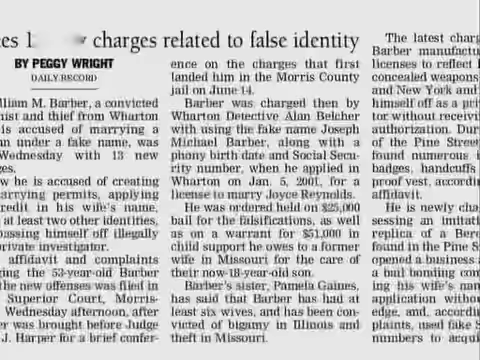 es charges related to false identity
BY PEGGY WRIGHT
DAILY RECORD
lliam M. Barber, a convicted
nist and thief from Wharton
is accused of marrying a
an under a fake name, was
Wednesday with 13 new
ges.
w he is accused of creating
arrying permits, applying
redit in his wife's name,
at least two other identities,
passing himself off illegally
rivate investigator.
affidavit and complaints
ging the 53-year-old Barber
the new offenses was filed in
Superior Court, Morris-
Wednesday afternoon, after
er was brought before Judge
J. Harper for a brief confer-
ence on the charges that first
landed him in the Morris County
jail on June 14.
Barber was charged then by
Wharton Detective Alan Belcher
with using the fake name Joseph
Michael Barber, along with a
phony birth date and Social Secu-
rity number, when he applied in
Wharton on Jan. 5, 2001, for a
license to marry Joyce Reynolds.
He was ordered held on $25,000
bail for the falsifications, as well
as on a warrant for $51,000 in
child support he owes to a former
wife in Missouri for the care of
their now-18-year-old son.
Barber's sister, Pamela Gaines,
has said that Barber has had at
least six wives, and has been con-
victed of bigamy in Illinois and
theft in Missouri.
The latest charg
Barber manufactu
licenses to reflect
concealed weapons
and New York and
himself off as a pri
tor without receivi
authorization. Dur
of the Pine Street
found numerous i
badges, handcuffs
proof vest, accordi
affidavit.
He is newly char
sessing an imitati
replica of a Bere
found in the Pine S
opened a business a
a bail bonding com
ing his wife's name
application withou
edge, and, accordi
plaints, used fake S
numbers to acqu